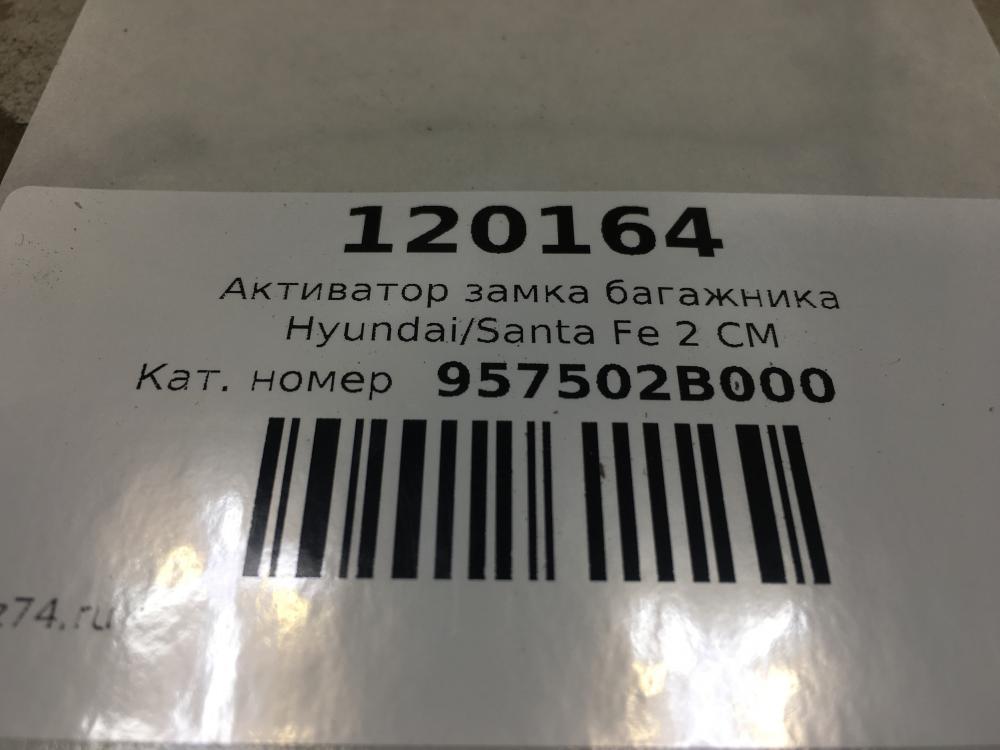 120164
Активатор замка багажника
Hyundai/Santa Fe 2 CM
Кат. номер 957502B000
z74.ru